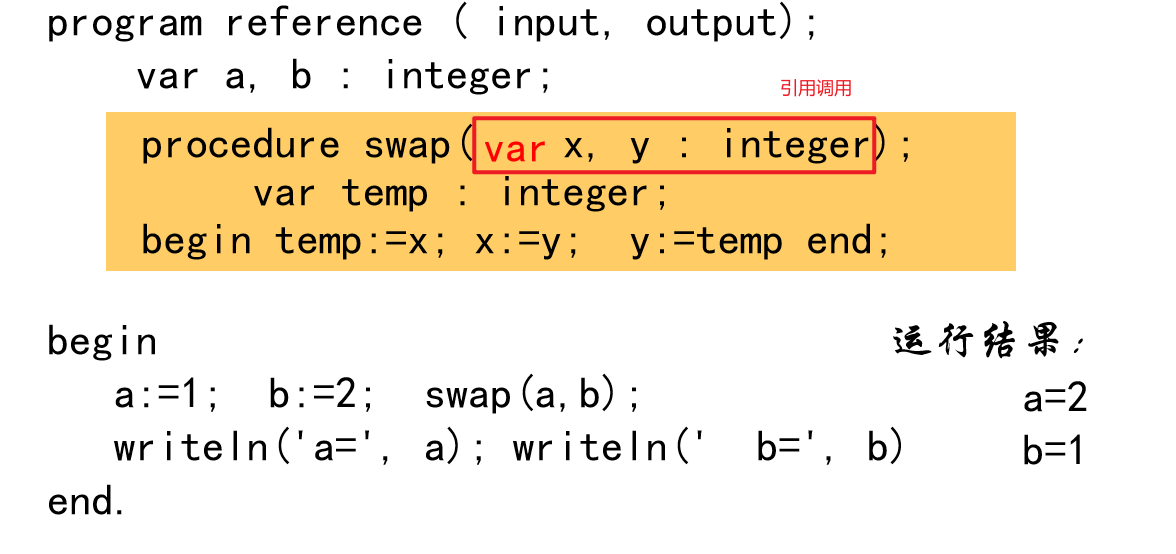 program reference ( input, output);
var a, b : integer;
引用调用
procedure swap(var x, y : integer);
var temp : integer;
begin temp:=x; x:=y; y:=temp end;
begin
运行结果：
a:=1; b:=2; swap(a,b);
a=2
writeln('a=', a); writeln(' b=', b)
b=1
end.